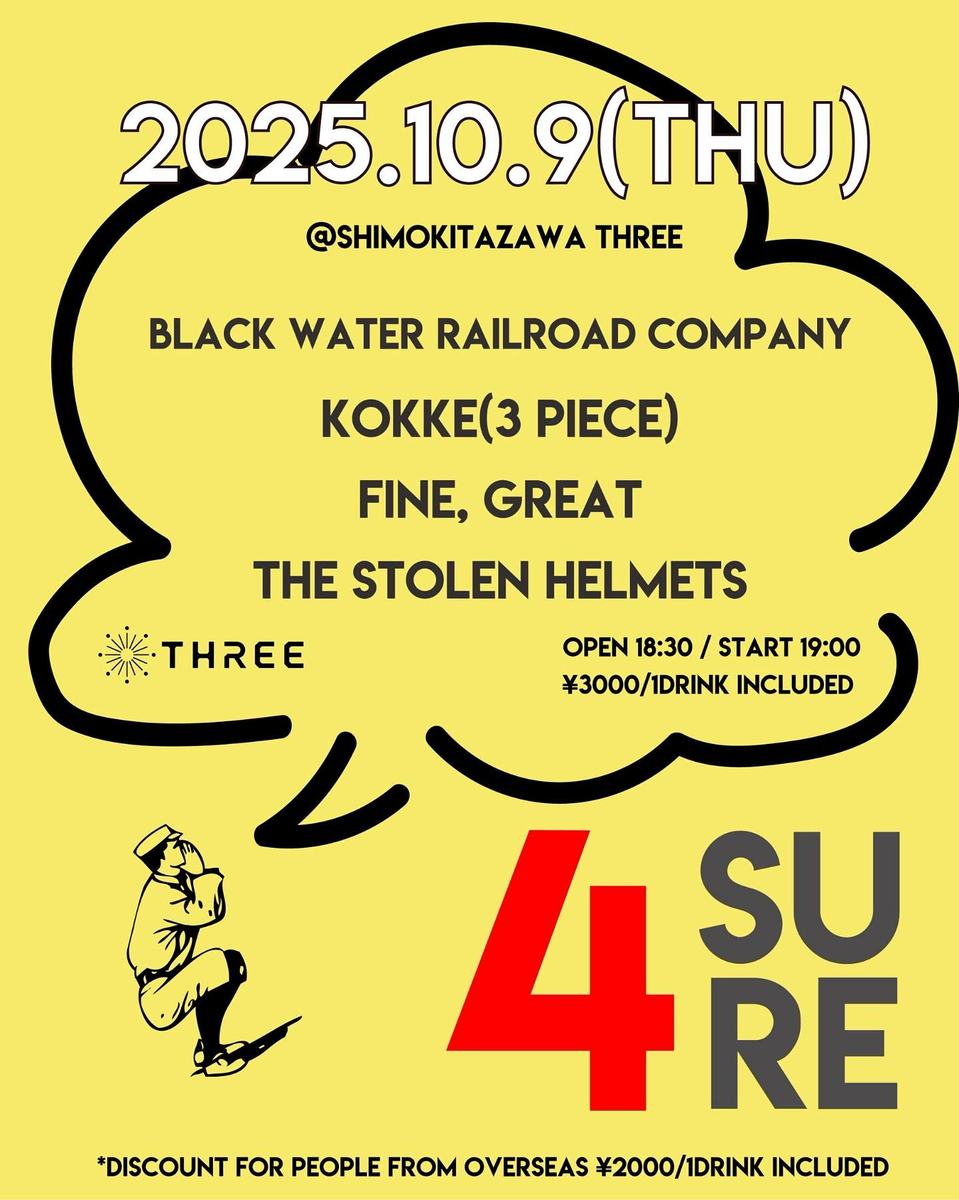 2025.10.9(THU)
@SHIMOKITAZAWA THREE
BLACK WATER RAILROAD COMPANY
KOKKE(3 PIECE)
FINE, GREAT
THE STOLEN HELMETS
THREE
OPEN 18:30 / START 19:00
¥3000/1DRINK INCLUDED
4 SU
RE
*DISCOUNT FOR PEOPLE FROM OVERSEAS ¥2000/1DRINK INCLUDED